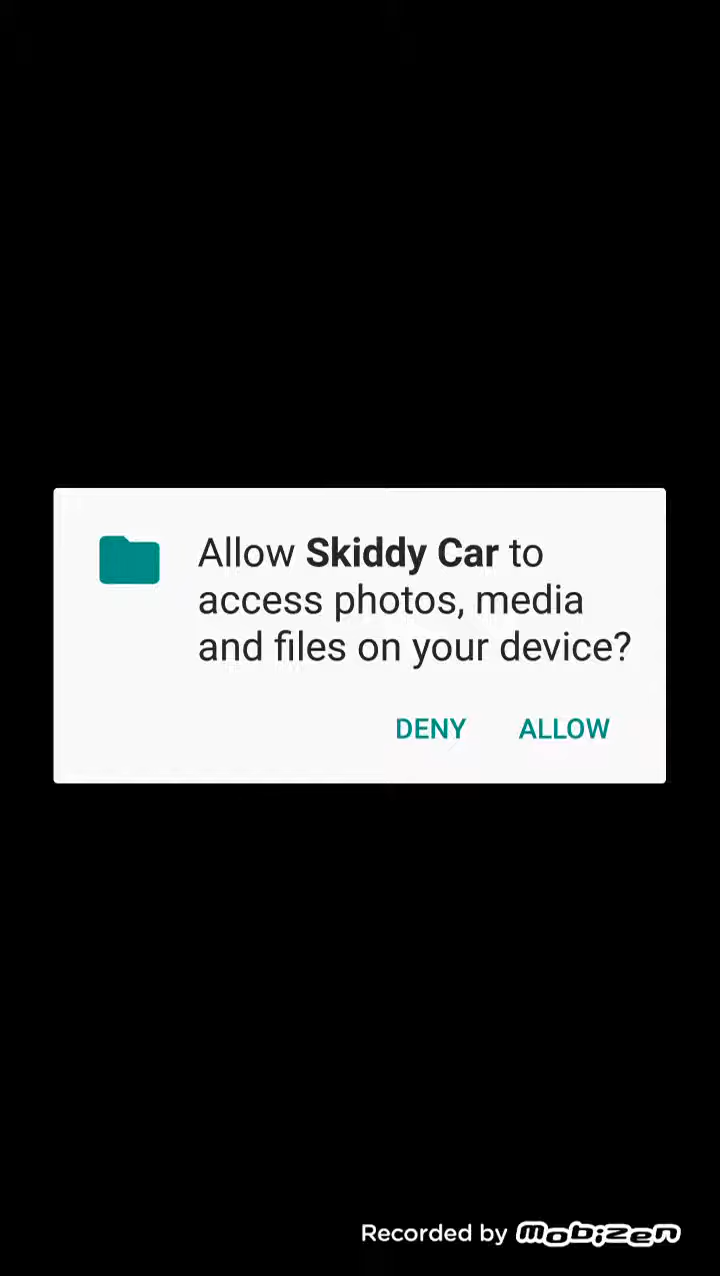 Allow Skiddy Car to
access photos, media
and files on your device?
DENY ALLOW
Recorded by mobizen